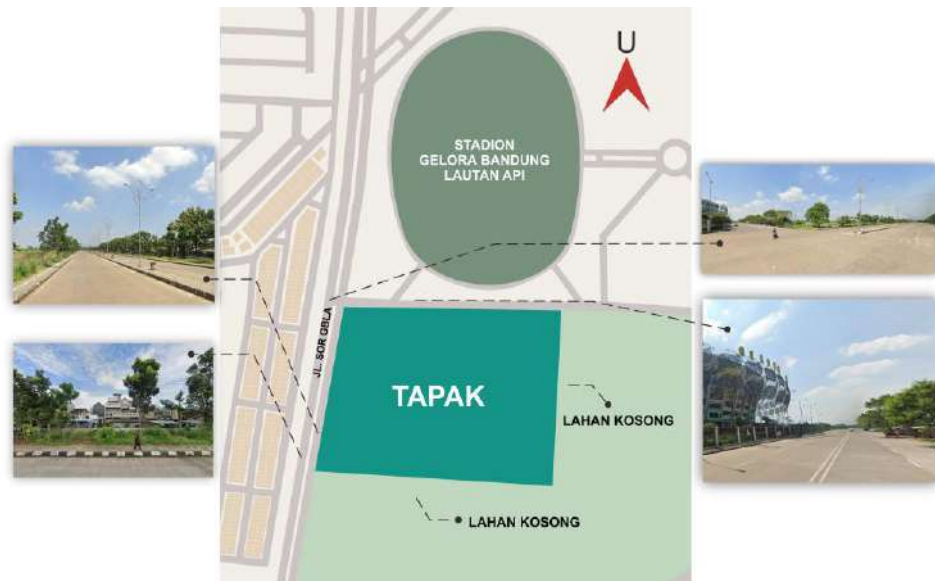 U
STADION
GELORA BANDUNG
LAUTAN API
JL. SOR GBLA
TAPAK
LAHAN KOSONG
LAHAN KOSONG